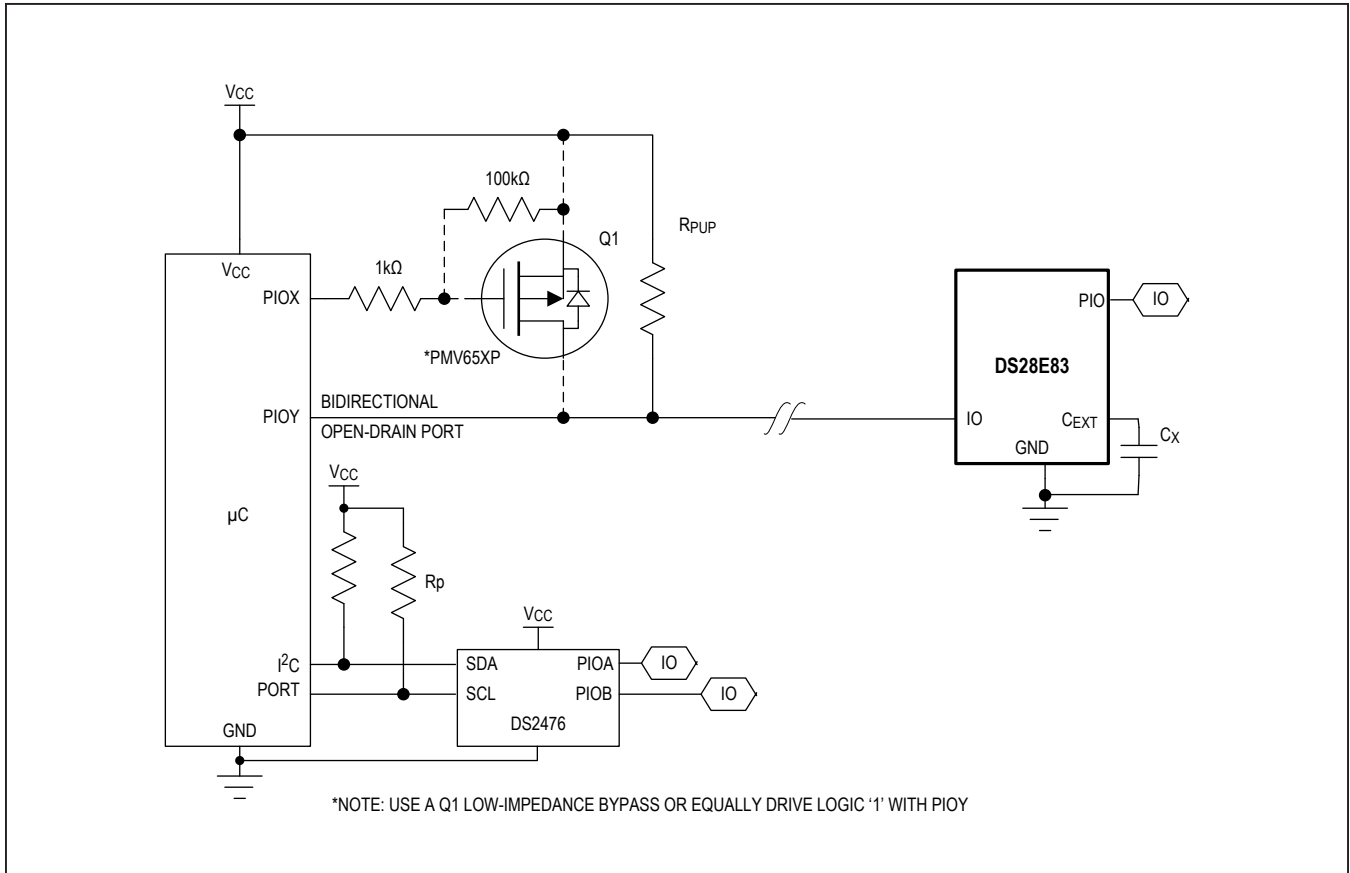 VCC
100kΩ
Q1
RPUP
1kΩ
VCC
PIOX
*PMV65XP
PIOY
BIDIRECTIONAL
OPEN-DRAIN PORT
PIO
IO
DS28E83
IO
CEXT
CX
GND
VCC
µC
Rp
VCC
I²C
PORT
SDA
SCL
PIOA
IO
PIOB
IO
DS2476
GND
*NOTE: USE A Q1 LOW-IMPEDANCE BYPASS OR EQUALLY DRIVE LOGIC ‘1’ WITH PIOY